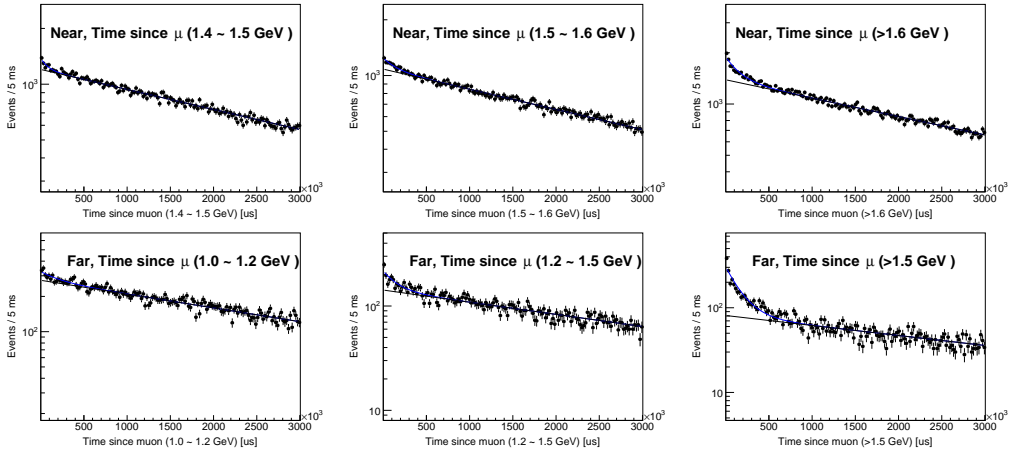 Near, Time since μ (1.4 ~ 1.5 GeV )
Events / 5 ms
10³
500 1000 1500 2000 2500 3000
×10³
Time since muon (1.4 ~ 1.5 GeV) [us]
Near, Time since μ (1.5 ~ 1.6 GeV )
Events / 5 ms
10³
500 1000 1500 2000 2500 3000
×10³
Time since muon (1.5 ~ 1.6 GeV) [us]
Near, Time since μ (>1.6 GeV )
Events / 5 ms
10³
500 1000 1500 2000 2500 3000
×10³
Time since muon (>1.6 GeV) [us]
Far, Time since μ (1.0 ~ 1.2 GeV )
Events / 5 ms
10²
500 1000 1500 2000 2500 3000
×10³
Time since muon (1.0 ~ 1.2 GeV) [us]
Far, Time since μ (1.2 ~ 1.5 GeV )
Events / 5 ms
10²
10
500 1000 1500 2000 2500 3000
×10³
Time since muon (1.2 ~ 1.5 GeV) [us]
Far, Time since μ (>1.5 GeV )
Events / 5 ms
10²
10
500 1000 1500 2000 2500 3000
×10³
Time since muon (>1.5 GeV) [us]